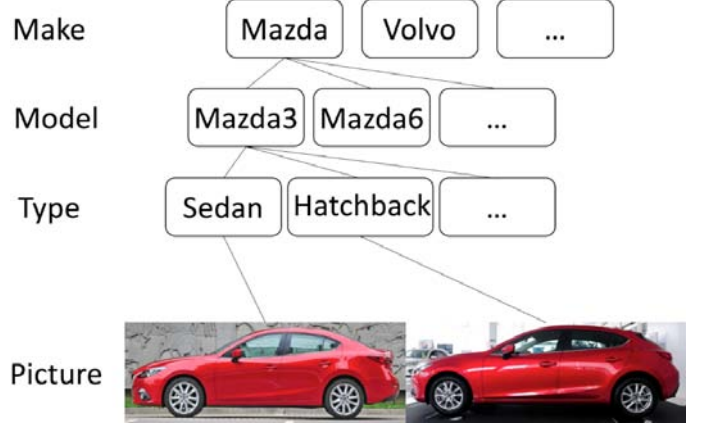 Make Mazda Volvo ...
Model Mazda3 Mazda6 ...
Type Sedan Hatchback ...
Picture